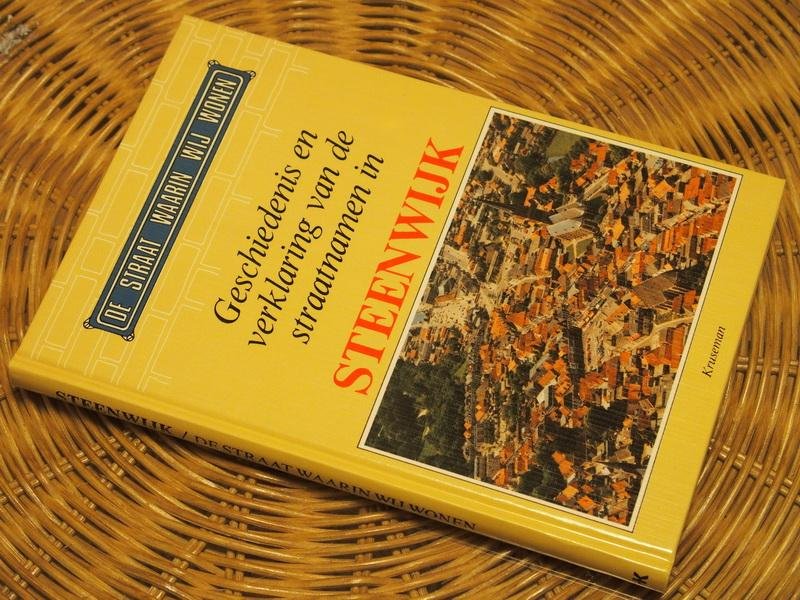 DE STRAAT WAARIN WIJ WONEN
Geschiedenis en
verklaring van de
straatnamen in
STEENWIJK
Kruseman
STEENWIJK / DE STRAAT WAARIN WIJ WONEN
K